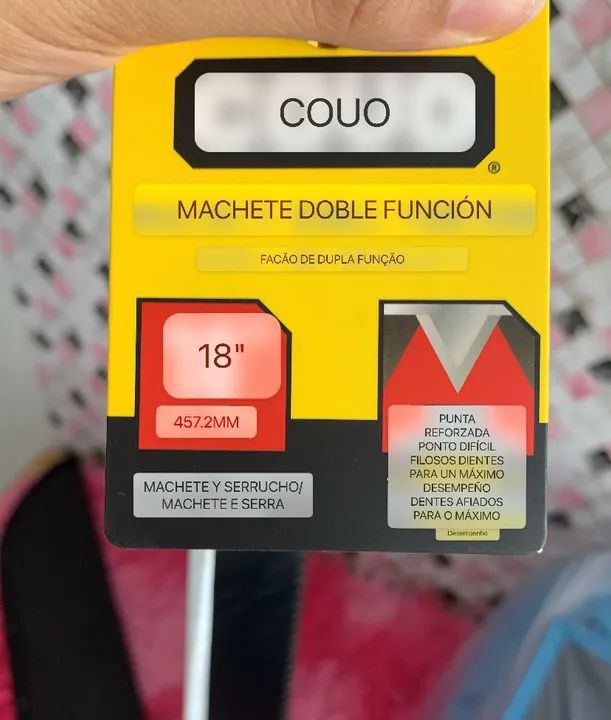 COUO
®
MACHETE DOBLE FUNCIÓN
FACÃO DE DUPLA FUNÇÃO
18"
457.2MM
MACHETE Y SERRUCHO/
MACHETE E SERRA
PUNTA
REFORZADA
PONTO DIFÍCIL
FILOSOS DIENTES
PARA UN MÁXIMO
DESEMPEÑO
DENTES AFIADOS
PARA O MÁXIMO
Desempenho